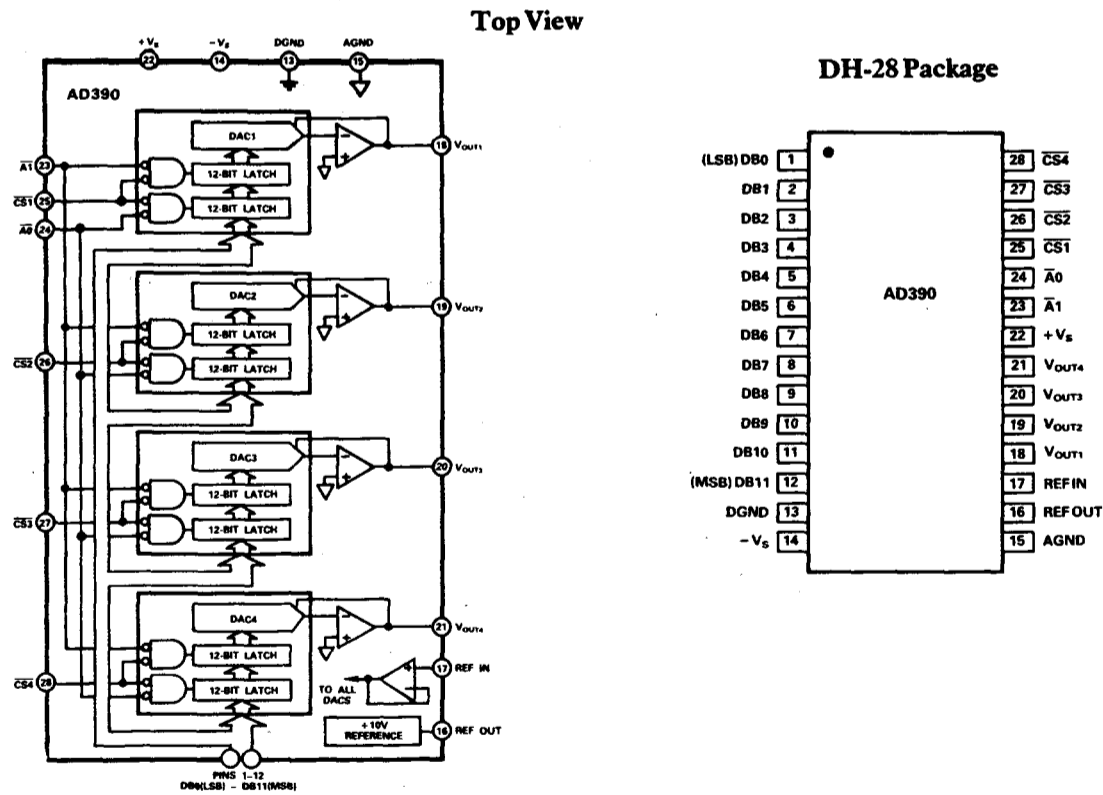 Top View
+Vs
22
-Vs
14
DGND
13
AGND
15
AD390
A1 23
CS1 25
A0 24
DAC1
12-BIT LATCH
12-BIT LATCH
18 VOUT1
DAC2
12-BIT LATCH
12-BIT LATCH
19 VOUT2
CS2 26
DAC3
12-BIT LATCH
12-BIT LATCH
20 VOUT3
CS3 27
DAC4
12-BIT LATCH
12-BIT LATCH
21 VOUT4
CS4 28
17 REF IN
TO ALL
DACS
+10V
REFERENCE
16 REF OUT
PINS 1-12
DB0(LSB) - DB11(MSB)
DH-28 Package
AD390
(LSB) DB0 1
DB1 2
DB2 3
DB3 4
DB4 5
DB5 6
DB6 7
DB7 8
DB8 9
DB9 10
DB10 11
(MSB) DB11 12
DGND 13
-Vs 14
28 CS4
27 CS3
26 CS2
25 CS1
24 A0
23 A1
22 +Vs
21 VOUT4
20 VOUT3
19 VOUT2
18 VOUT1
17 REF IN
16 REF OUT
15 AGND